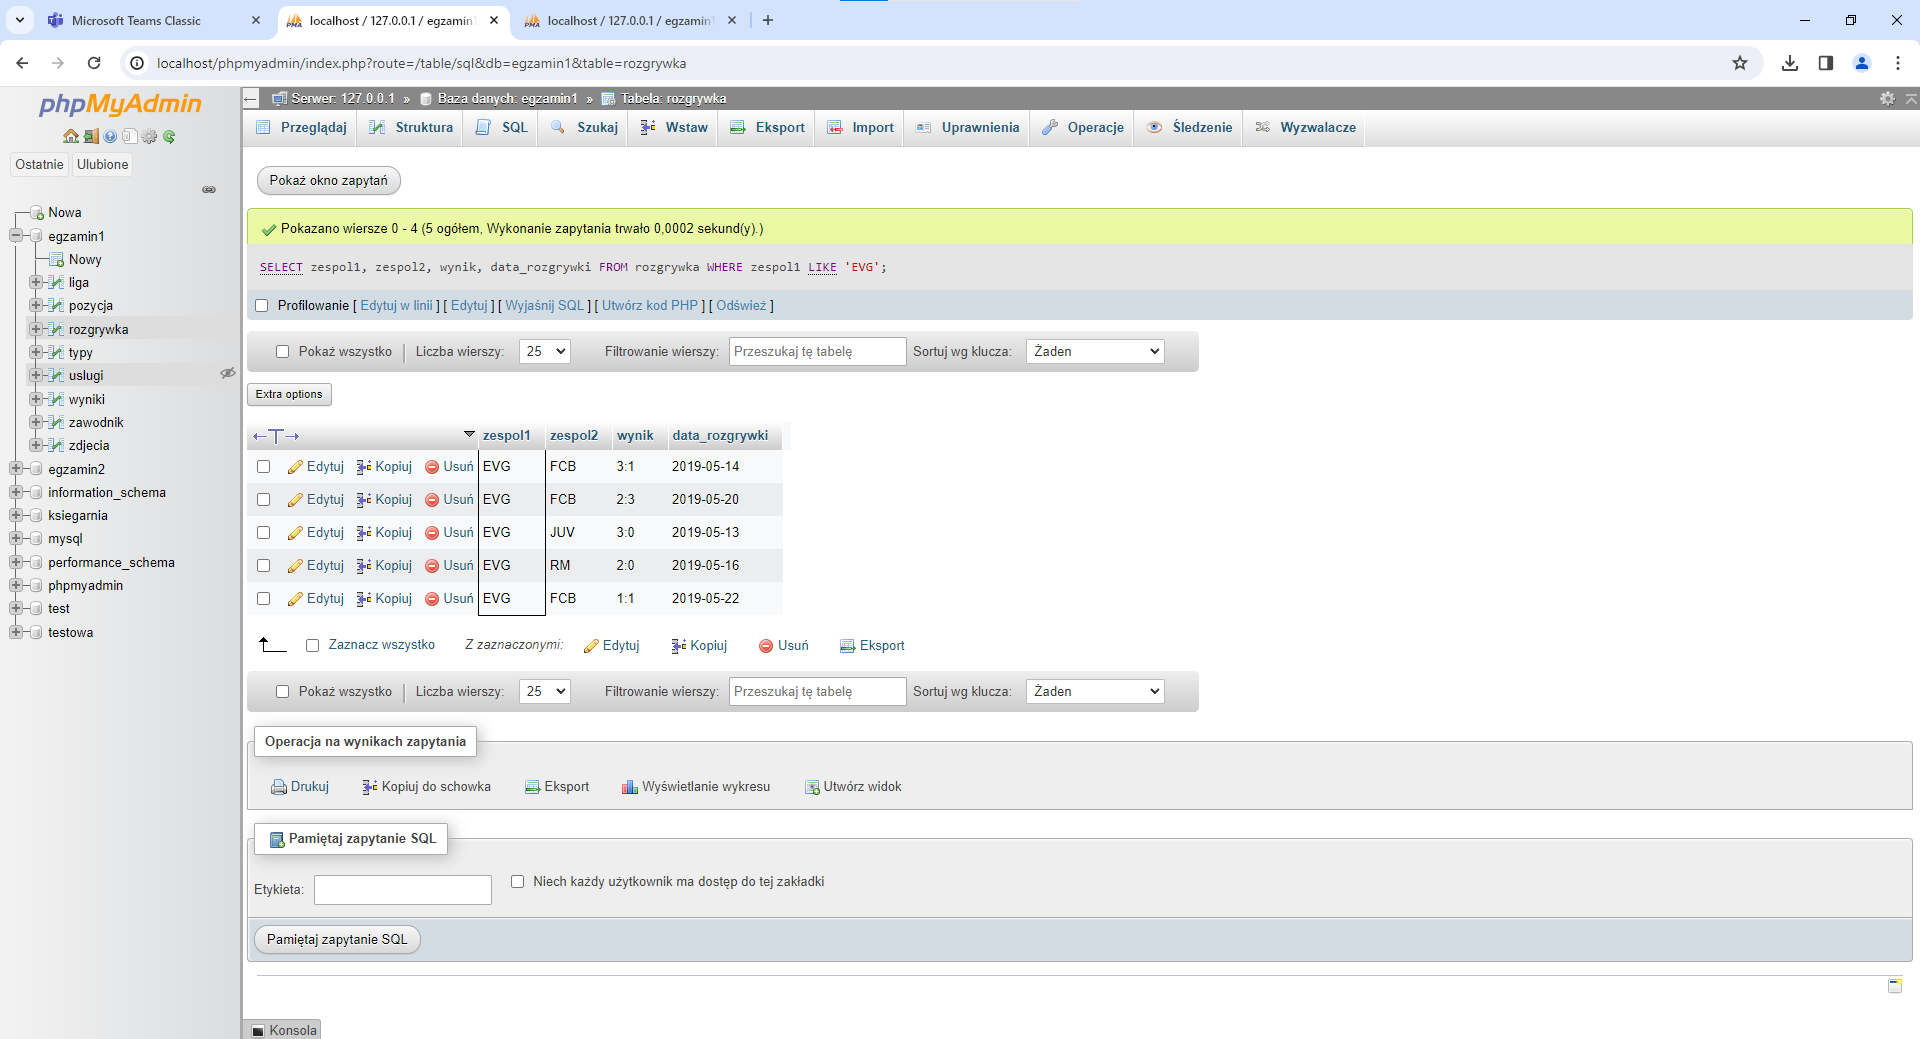 Microsoft Teams Classic
localhost / 127.0.0.1 / egzamin
localhost / 127.0.0.1 / egzamin
localhost/phpmyadmin/index.php?route=/table/sql&db=egzamin1&table=rozgrywka
phpMyAdmin
Ostatnie
Ulubione
Nowa
egzamin1
Nowy
liga
pozycja
rozgrywka
typy
uslugi
wyniki
zawodnik
zdjecia
egzamin2
information_schema
ksiegarnia
mysql
performance_schema
phpmyadmin
test
testowa
Serwer: 127.0.0.1 » Baza danych: egzamin1 » Tabela: rozgrywka
Przeglądaj Struktura SQL Szukaj Wstaw Eksport Import Uprawnienia Operacje Śledzenie Wyzwalacze
Pokaż okno zapytań
Pokazano wiersze 0 - 4 (5 ogółem, Wykonanie zapytania trwało 0,0002 sekund(y).)
SELECT zespol1, zespol2, wynik, data_rozgrywki FROM rozgrywka WHERE zespol1 LIKE 'EVG';
Profilowanie [ Edytuj w linii ] [ Edytuj ] [ Wyjaśnij SQL ] [ Utwórz kod PHP ] [ Odśwież ]
Pokaż wszystko | Liczba wierszy: 25 Filtrowanie wierszy: Przeszukaj tę tabelę Sortuj wg klucza: Żaden
Extra options
←T→ zespol1 zespol2 wynik data_rozgrywki
Edytuj Kopiuj Usuń EVG FCB 3:1 2019-05-14
Edytuj Kopiuj Usuń EVG FCB 2:3 2019-05-20
Edytuj Kopiuj Usuń EVG JUV 3:0 2019-05-13
Edytuj Kopiuj Usuń EVG RM 2:0 2019-05-16
Edytuj Kopiuj Usuń EVG FCB 1:1 2019-05-22
Zaznacz wszystko Z zaznaczonymi: Edytuj Kopiuj Usuń Eksport
Pokaż wszystko | Liczba wierszy: 25 Filtrowanie wierszy: Przeszukaj tę tabelę Sortuj wg klucza: Żaden
Operacja na wynikach zapytania
Drukuj Kopiuj do schowka Eksport Wyświetlanie wykresu Utwórz widok
Pamiętaj zapytanie SQL
Etykieta: Niech każdy użytkownik ma dostęp do tej zakładki
Pamiętaj zapytanie SQL
Konsola